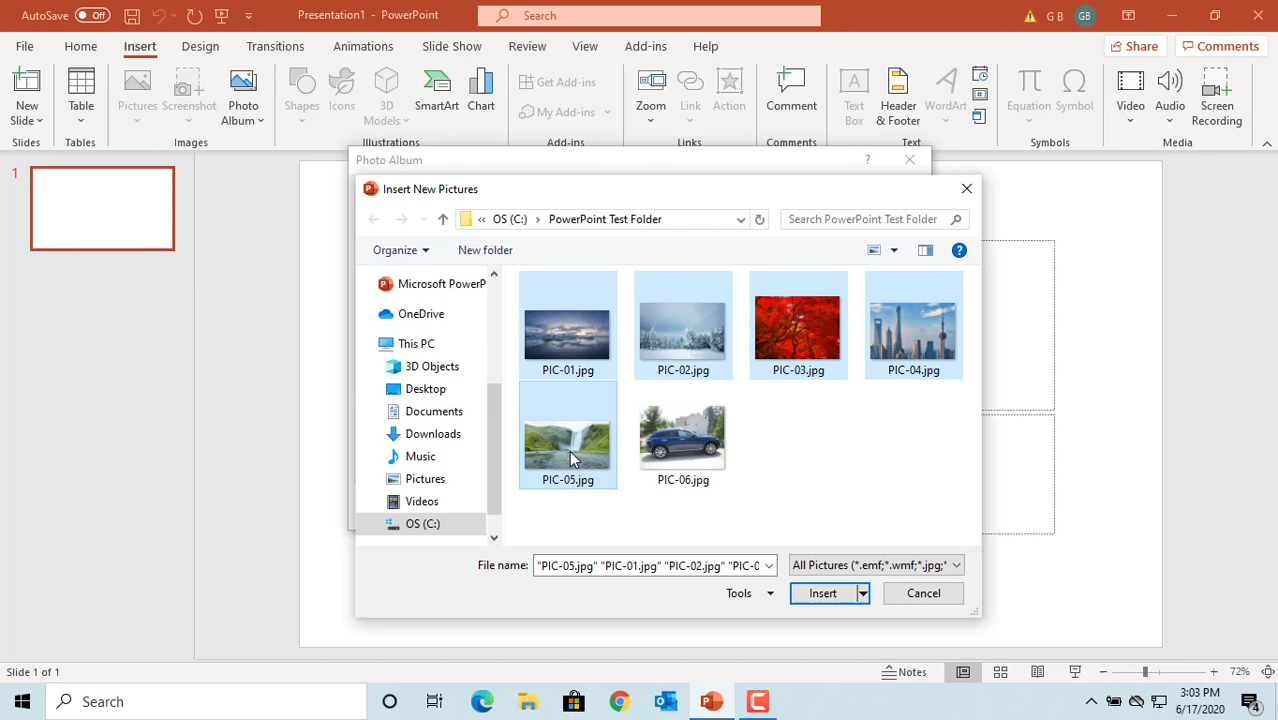 AutoSave Off Presentation1 - PowerPoint Search G B GB
File Home Insert Design Transitions Animations Slide Show Review View Add-ins Help Share Comments
New Slide Table Pictures Screenshot Photo Album Shapes Icons 3D Models SmartArt Chart Get Add-ins My Add-ins Zoom Link Action Comment Text Box Header & Footer WordArt Equation Symbol Video Audio Screen Recording
Slides Tables Images Illustrations Add-ins Links Comments Text Symbols Media
1
Photo Album ?
Insert New Pictures
« OS (C:) › PowerPoint Test Folder Search PowerPoint Test Folder
Organize New folder ?
Microsoft PowerP
OneDrive
This PC
3D Objects
Desktop
Documents
Downloads
Music
Pictures
Videos
OS (C:)
PIC-01.jpg PIC-02.jpg PIC-03.jpg PIC-04.jpg
PIC-05.jpg PIC-06.jpg
File name: "PIC-05.jpg" "PIC-01.jpg" "PIC-02.jpg" "PIC-0 All Pictures (*.emf;*.wmf;*.jpg;*
Tools Insert Cancel
Slide 1 of 1 Notes 72%
Search 3:03 PM
6/17/2020 4